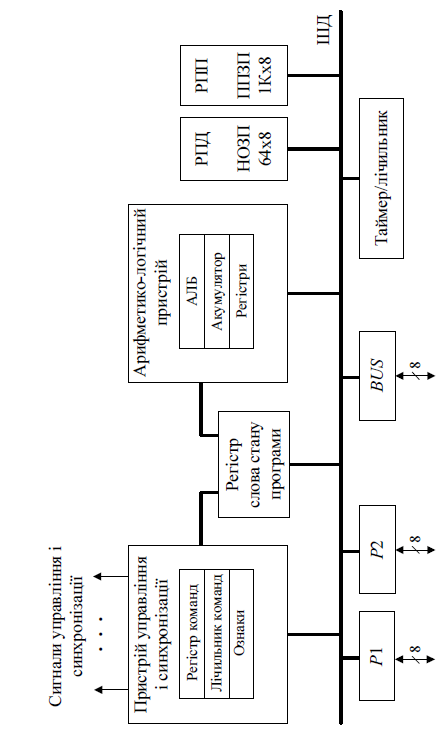 Сигнали управління і
синхронізації
. . .
Пристрій управління
і синхронізації
Регістр команд
Лічильник команд
Ознаки
Регістр
слова стану
програми
Арифметико-логічний
пристрій
АЛБ
Акумулятор
Регістри
РПД
НОЗП
64х8
РПП
ППЗП
1Кх8
ШД
P1
8
P2
8
BUS
8
Таймер/лічильник